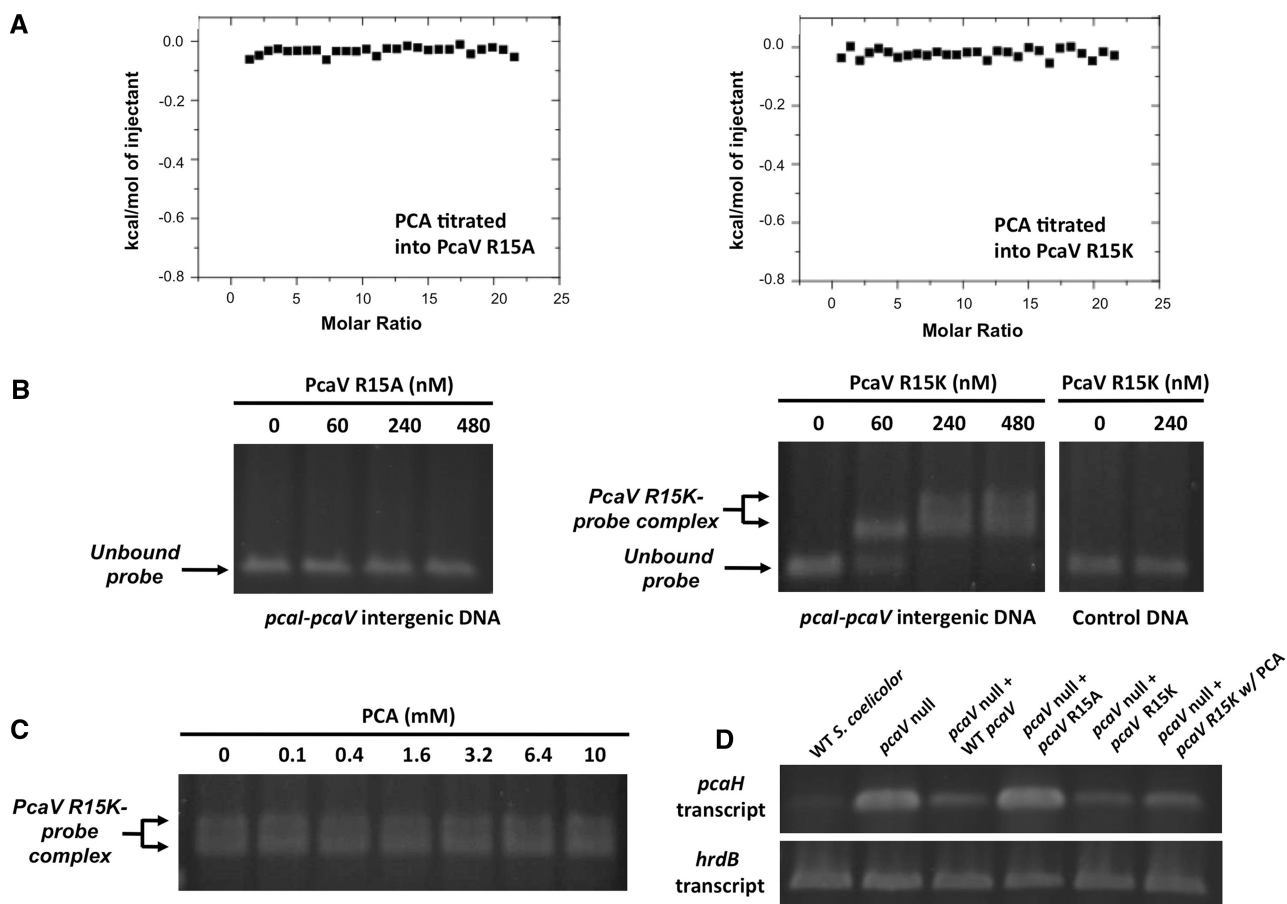 A
0.0
-0.2
-0.4
-0.6
-0.8
kcal/mol of injectant
PCA titrated
into PcaV R15A
0 5 10 15 20 25
Molar Ratio
0.0
-0.2
-0.4
-0.6
-0.8
kcal/mol of injectant
PCA titrated
into PcaV R15K
0 5 10 15 20 25
Molar Ratio
B
PcaV R15A (nM)
0 60 240 480
Unbound
probe
pcaI-pcaV intergenic DNA
PcaV R15K (nM)
0 60 240 480
PcaV R15K-
probe complex
Unbound
probe
pcaI-pcaV intergenic DNA
PcaV R15K (nM)
0 240
Control DNA
C
PCA (mM)
0 0.1 0.4 1.6 3.2 6.4 10
PcaV R15K-
probe
complex
D
WT S. coelicolor
pcaV null
pcaV null +
WT pcaV
pcaV null +
pcaV R15A
pcaV null +
pcaV R15K
pcaV null +
pcaV R15K w/ PCA
pcaH
transcript
hrdB
transcript